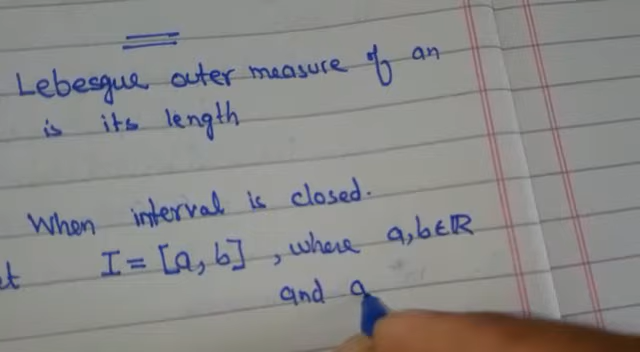 Lebesgue outer measure of an
is its length
When interval is closed.
I = [a, b] , where a, b ∈ ℝ
and a